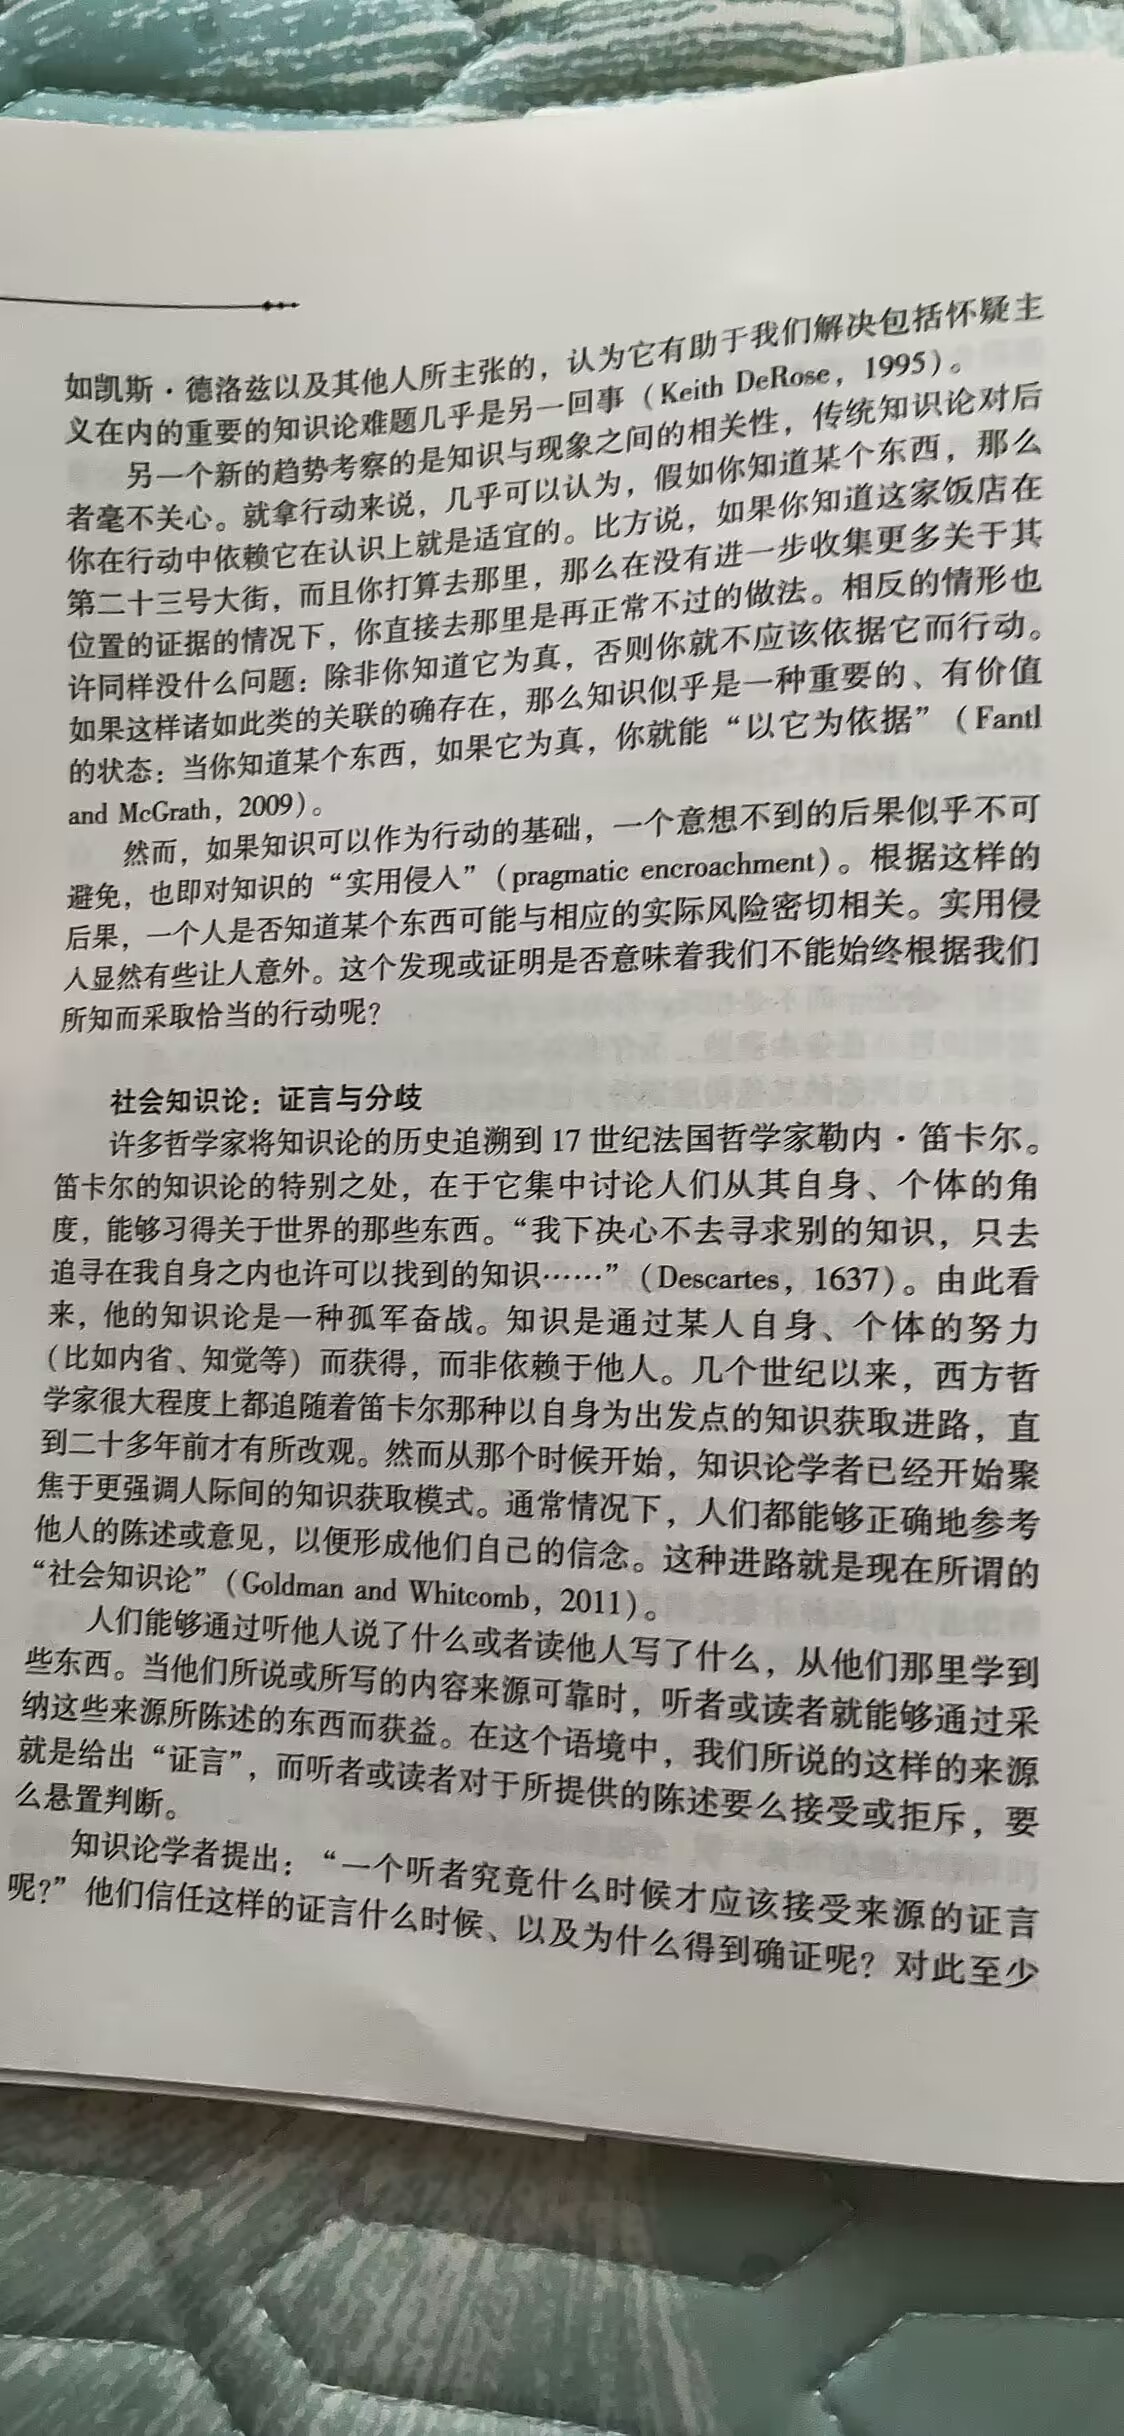 如凯斯·德洛兹以及其他人所主张的，认为它有助于我们解决包括怀疑主
义在内的重要的知识论难题几乎是另一回事（Keith DeRose，1995）。
另一个新的趋势考察的是知识与现象之间的相关性，传统知识论对后
者毫不关心。就拿行动来说，几乎可以认为，假如你知道某个东西，那么
你在行动中依赖它在认识上就是适宜的。比方说，如果你知道这家饭店在
第二十三号大街，而且你打算去那里，那么在没有进一步收集更多关于其
位置的证据的情况下，你直接去那里是再正常不过的做法。相反的情形也
许同样没什么问题：除非你知道它为真，否则你就不应该依据它而行动。
如果这样诸如此类的关联的确存在，那么知识似乎是一种重要的、有价值
的状态：当你知道某个东西，如果它为真，你就能“以它为依据”（Fantl
and McGrath，2009）。
然而，如果知识可以作为行动的基础，一个意想不到的后果似乎不可
避免，也即对知识的“实用侵入”（pragmatic encroachment）。根据这样的
后果，一个人是否知道某个东西可能与相应的实际风险密切相关。实用侵
入显然有些让人意外。这个发现或证明是否意味着我们不能始终根据我们
所知而采取恰当的行动呢？
社会知识论：证言与分歧
许多哲学家将知识论的历史追溯到 17 世纪法国哲学家勒内·笛卡尔。
笛卡尔的知识论的特别之处，在于它集中讨论人们从其自身、个体的角
度，能够习得关于世界的那些东西。“我下决心不去寻求别的知识，只去
追寻在我自身之内也许可以找到的知识……”（Descartes，1637）。由此看
来，他的知识论是一种孤军奋战。知识是通过某人自身、个体的努力
（比如内省、知觉等）而获得，而非依赖于他人。几个世纪以来，西方哲
学家很大程度上都追随着笛卡尔那种以自身为出发点的知识获取进路，直
到二十多年前才有所改观。然而从那个时候开始，知识论学者已经开始聚
焦于更强调人际间的知识获取模式。通常情况下，人们都能够正确地参考
他人的陈述或意见，以便形成他们自己的信念。这种进路就是现在所谓的
“社会知识论”（Goldman and Whitcomb，2011）。
人们能够通过听他人说了什么或者读他人写了什么，从他们那里学到
些东西。当他们所说或所写的内容来源可靠时，听者或读者就能够通过采
纳这些来源所陈述的东西而获益。在这个语境中，我们所说的这样的来源
就是给出“证言”，而听者或读者对于所提供的陈述要么接受或拒斥，要
么悬置判断。
知识论学者提出：“一个听者究竟什么时候才应该接受来源的证言
呢？”他们信任这样的证言什么时候、以及为什么得到确证呢？对此至少